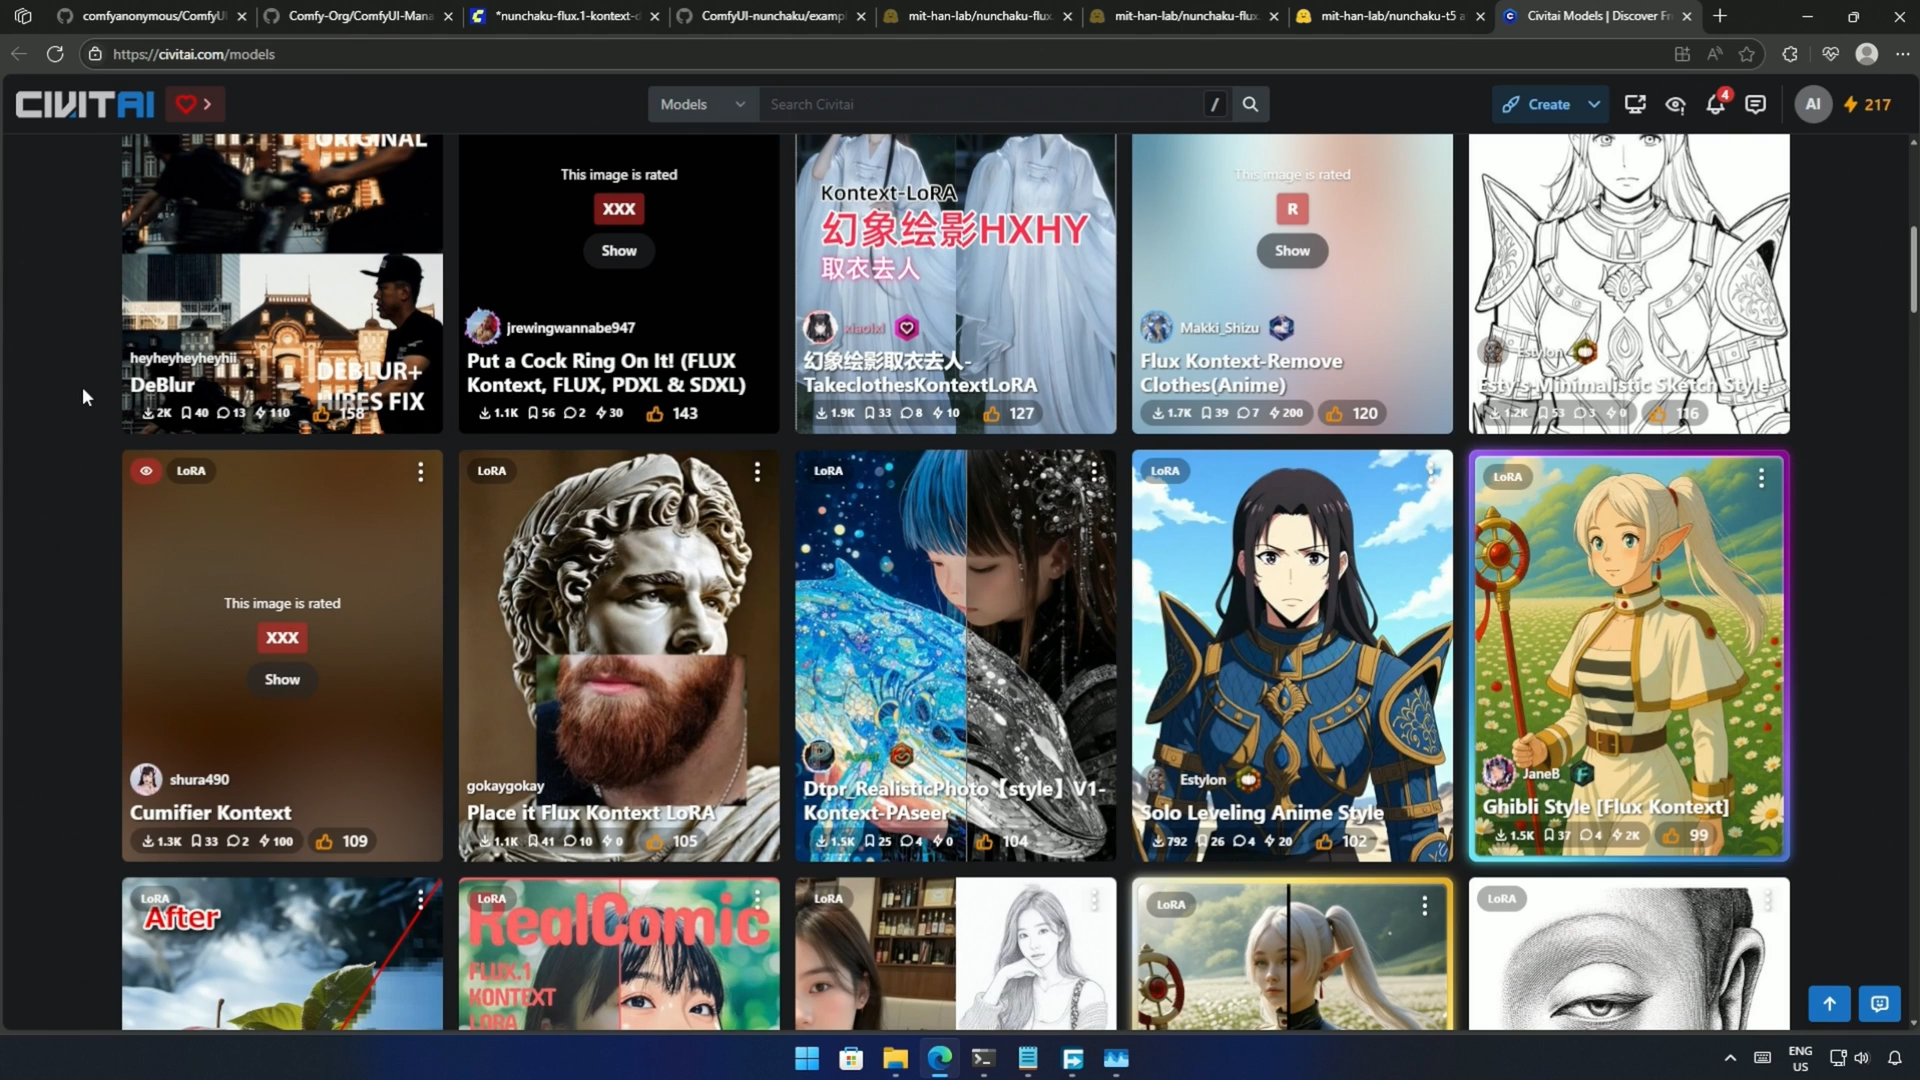 comfyanonymous/ComfyUI
Comfy-Org/ComfyUI-Mana
*nunchaku-flux.1-kontext-d
ComfyUI-nunchaku/exampl
mit-han-lab/nunchaku-flux.
mit-han-lab/nunchaku-flux.
mit-han-lab/nunchaku-t5 a
Civitai Models | Discover Fr
https://civitai.com/models
CIVITAI
Models
Search Civitai
/
Create
4
AI
217
ORIGINAL
DEBLUR+
HIRES FIX
heyheyheyheyhii
DeBlur
2K 40 13 110 158
This image is rated
XXX
Show
jrewingwannabe947
Put a Cock Ring On It! (FLUX
Kontext, FLUX, PDXL & SDXL)
1.1K 56 2 30 143
Kontext-LoRA
幻象绘影HXHY
取衣去人
xiaolxl
幻象绘影取衣去人-
TakeclothesKontextLoRA
1.9K 33 8 10 127
This image is rated
R
Show
Makki_Shizu
Flux Kontext-Remove
Clothes(Anime)
1.7K 39 7 200 120
Estylon
Esty's Minimalistic Sketch Style
1.2K 53 3 0 116
LoRA
This image is rated
XXX
Show
shura490
Cumifier Kontext
1.3K 33 2 100 109
LoRA
gokaygokay
Place it Flux Kontext LoRA
1.1K 41 10 0 105
LoRA
Dtpr_RealisticPhoto【style】V1-
Kontext-PAseer
1.5K 25 4 0 104
LoRA
Estylon
Solo Leveling Anime Style
792 26 4 20 102
LoRA
JaneB
Ghibli Style [Flux Kontext]
1.5K 37 4 2K 99
LoRA
After
LoRA
RealComic
FLUX.1
KONTEXT
LORA
LoRA
LoRA
LoRA
ENG
US